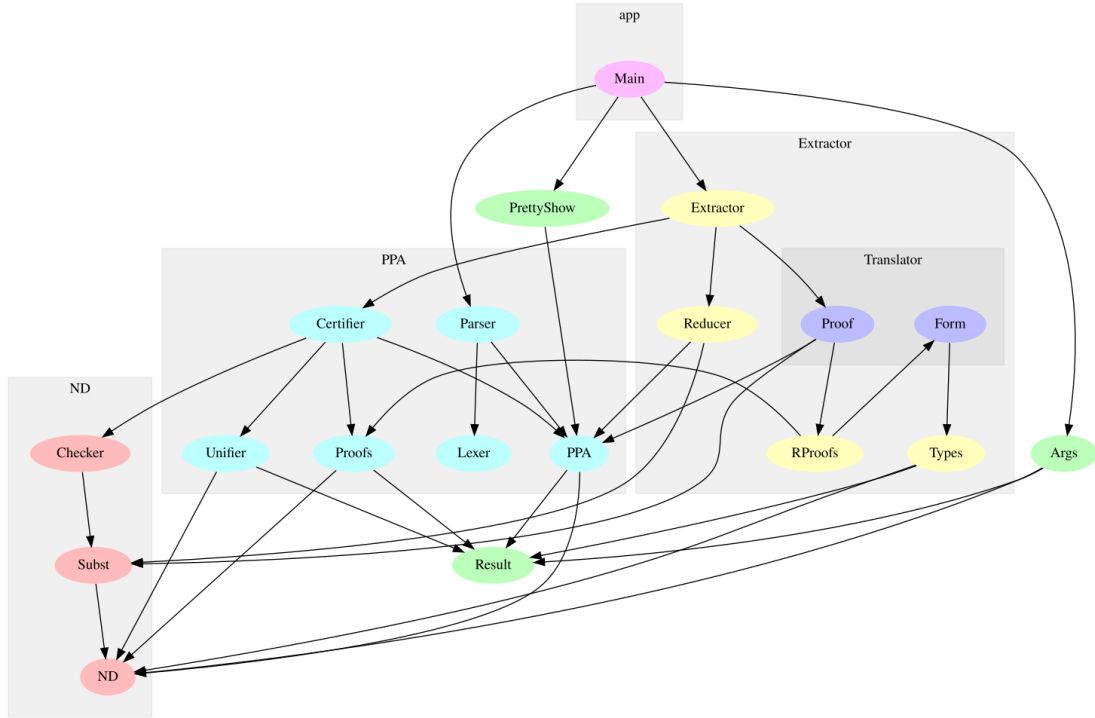 app
Main
Extractor
PrettyShow
Extractor
PPA
Translator
Certifier
Parser
Reducer
Proof
Form
ND
Checker
Unifier
Proofs
Lexer
PPA
RProofs
Types
Args
Subst
Result
ND